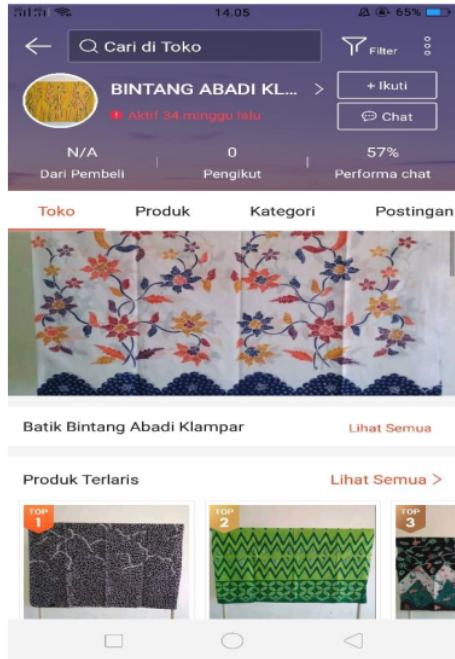 14.05
65%
Cari di Toko
Filter
BINTANG ABADI KL... >
+ Ikuti
Aktif 34 minggu lalu
Chat
N/A
0
57%
Dari Pembeli
Pengikut
Performa chat
Toko
Produk
Kategori
Postingan
Batik Bintang Abadi Klampar
Lihat Semua
Produk Terlaris
Lihat Semua >
TOP
1
TOP
2
TOP
3